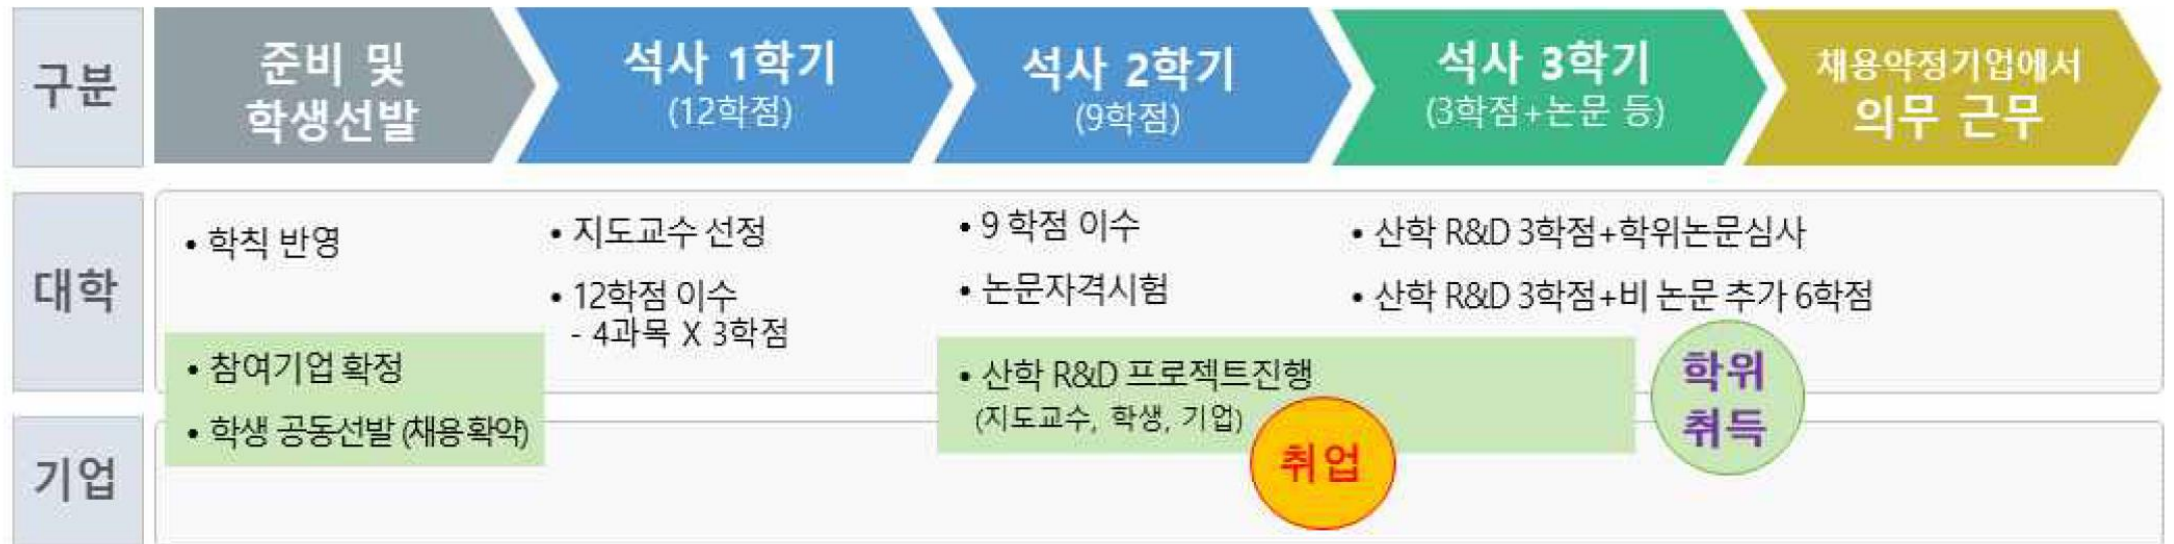 구분
준비 및
학생선발
석사 1학기
(12학점)
석사 2학기
(9학점)
석사 3학기
(3학점+논문 등)
채용약정기업에서
의무 근무
대학
• 학칙 반영
• 참여기업 확정
• 학생 공동선발 (채용확약)
• 지도교수 선정
• 12학점 이수
- 4과목 X 3학점
• 9 학점 이수
• 논문자격시험
• 산학 R&D 프로젝트진행
(지도교수, 학생, 기업)
• 산학 R&D 3학점+학위논문심사
• 산학 R&D 3학점+비 논문 추가 6학점
학위
취득
기업
취업